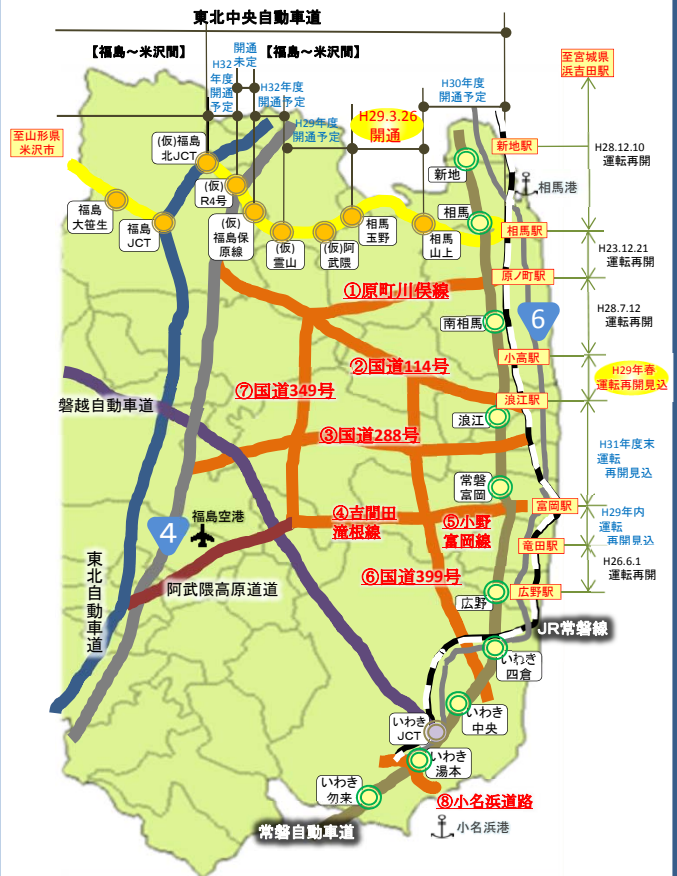 東北中央自動車道
【福島～米沢間】
【福島～米沢間】
開通
未定
H32
年度
開通
予定
H32年度
開通予定
H29年度
開通予定
H29.3.26
開通
H30年度
開通予定
至宮城県
浜吉田駅
至山形県
米沢市
(仮)福島
北JCT
(仮)
R4号
福島
大笹生
福島
JCT
(仮)
福島保
原線
(仮)
霊山
(仮)阿
武隈
相馬
玉野
相馬
山上
新地
相馬
新地駅
相馬港
相馬駅
原ノ町駅
H28.12.10
運転再開
H23.12.21
運転再開
H28.7.12
運転再開
①原町川俣線
南相馬
6
小高駅
②国道114号
H29年春
運転再開見込
⑦国道349号
浪江駅
浪江
磐越自動車道
③国道288号
H31年度末
運転
再開見込
常磐
富岡
富岡駅
④吉間田
滝根線
⑤小野
富岡線
H29年内
運転
再開見込
福島空港
4
竜田駅
H26.6.1
運転再開
⑥国道399号
阿武隈高原道道
東北自動車道
広野
広野駅
JR常磐線
いわき
四倉
いわき
中央
いわき
JCT
いわき
湯本
いわき
勿来
⑧小名浜道路
小名浜港
常磐自動車道